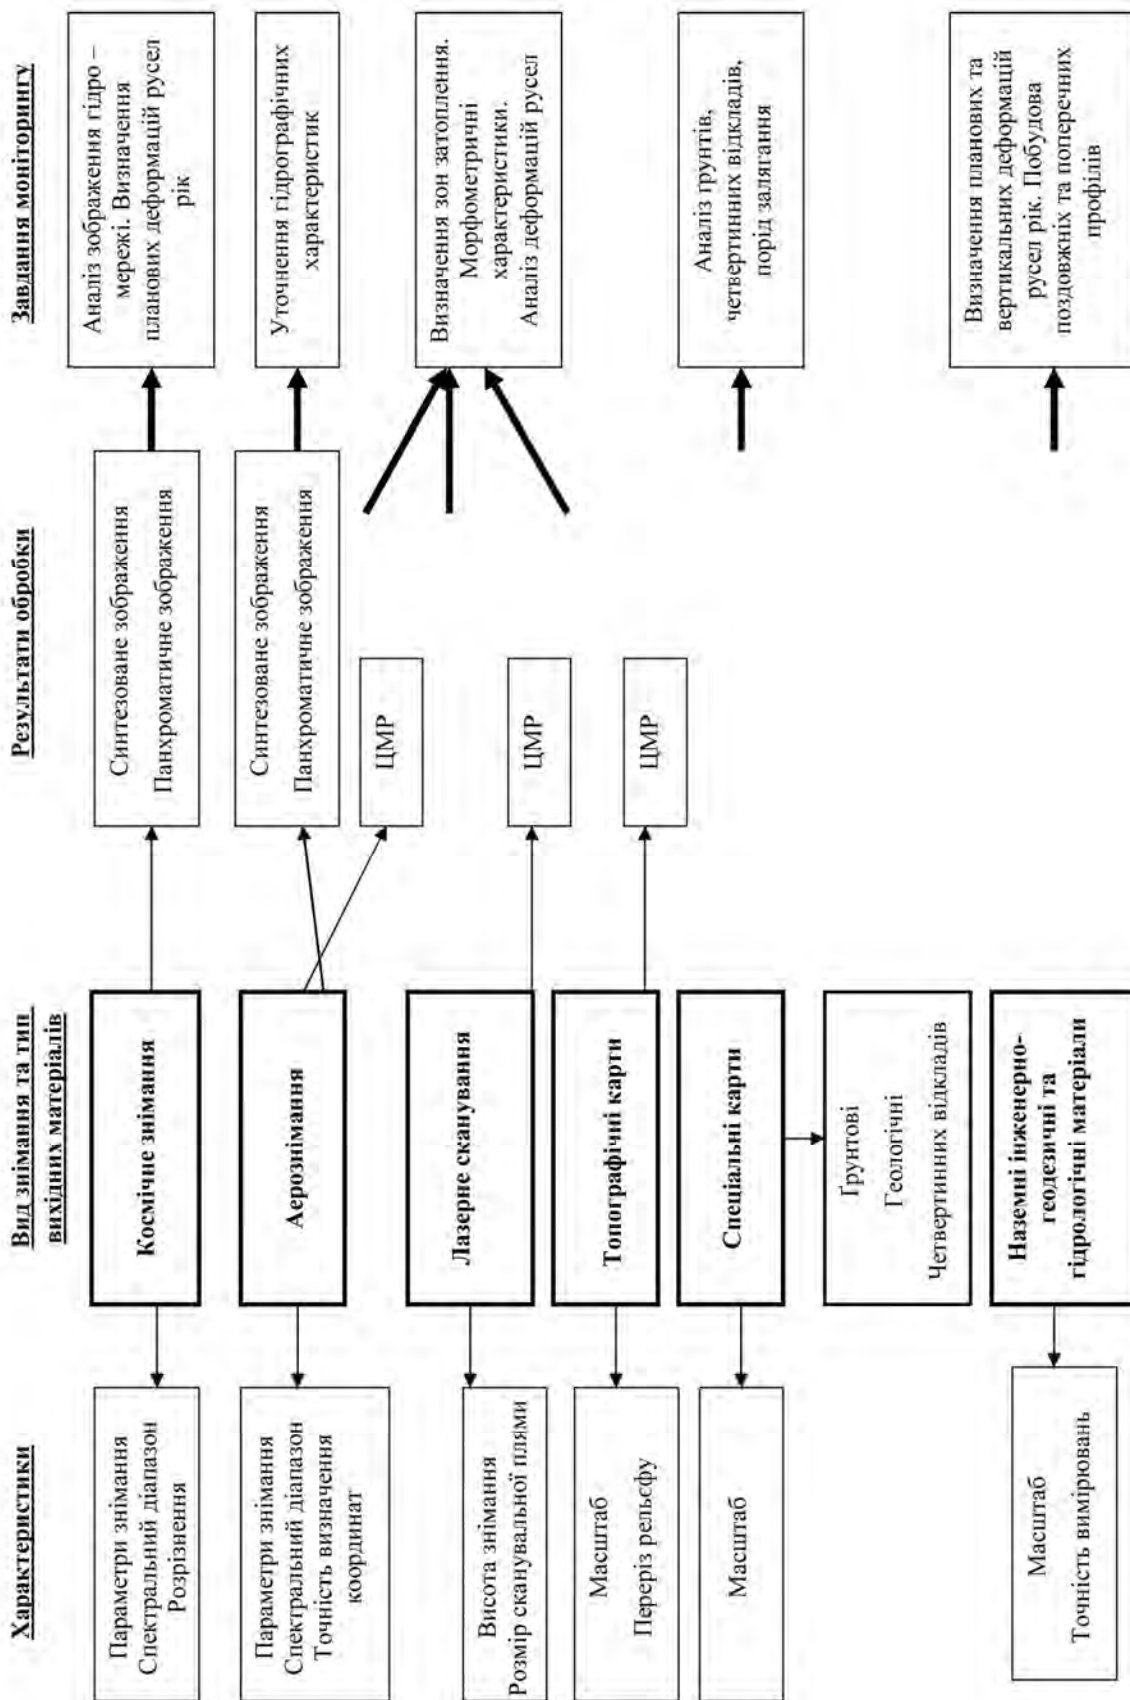 Характеристики
Вид знімання та тип
вихідних матеріалів
Результати обробки
Завдання моніторингу
Параметри знімання
Спектральний діапазон
Розрізнення
Космічне знімання
Синтезоване зображення
Панхроматичне зображення
Аналіз зображення гідро –
мережі. Визначення
планових деформацій русел
рік
Параметри знімання
Спектральний діапазон
Точність визначення
координат
Аерознімання
Синтезоване зображення
Панхроматичне зображення
Уточнення гідрографічних
характеристик
ЦМР
Висота знімання
Розмір сканувальної плями
Лазерне сканування
ЦМР
Визначення зон затоплення.
Морфометричні
характеристики.
Аналіз деформацій русел
Масштаб
Переріз рельєфу
Топографічні карти
ЦМР
Масштаб
Спеціальні карти
Аналіз ґрунтів,
четвертинних відкладів,
порід залягання
Ґрунтові
Геологічні
Четвертинних відкладів
Масштаб
Точність вимірювань
Наземні інженерно-
геодезичні та
гідрологічні матеріали
Визначення планових та
вертикальних деформацій
русел рік. Побудова
поздовжніх та поперечних
профілів